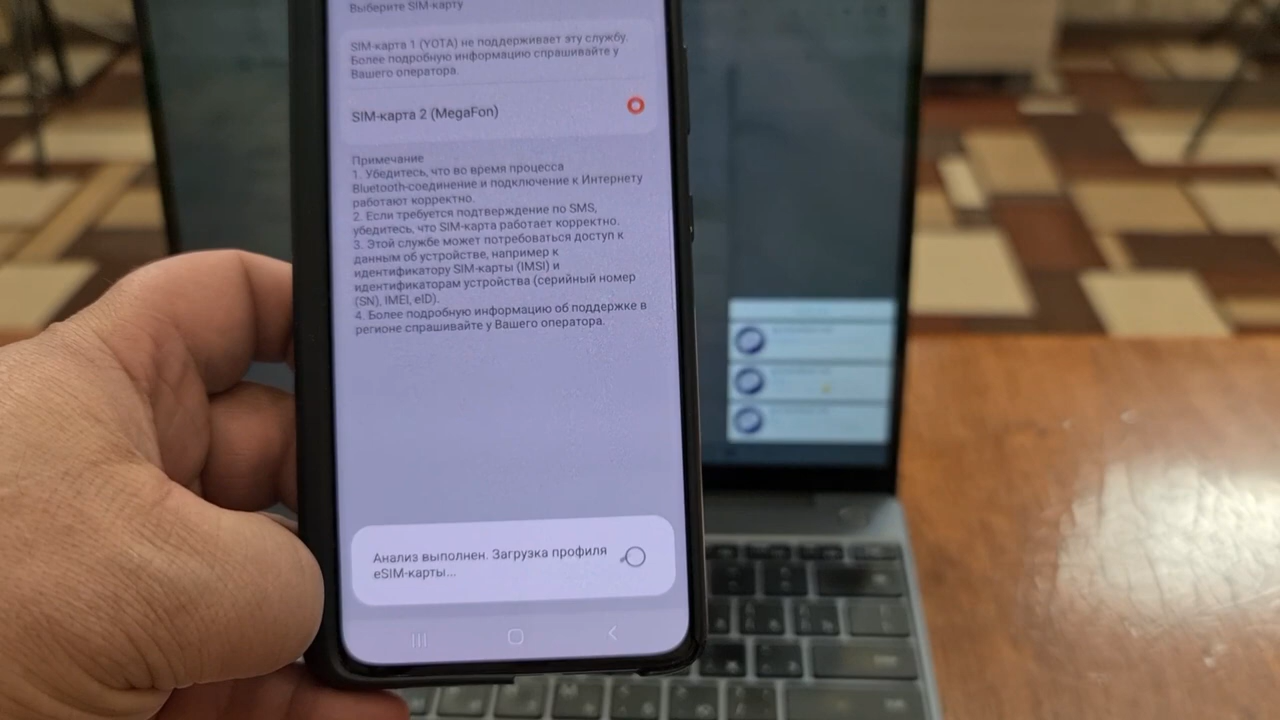 Выберите SIM-карту
SIM-карта 1 (YOTA) не поддерживает эту службу.
Более подробную информацию спрашивайте у
Вашего оператора.
SIM-карта 2 (MegaFon)
Примечание
1. Убедитесь, что во время процесса
Bluetooth-соединение и подключение к Интернету
работают корректно.
2. Если требуется подтверждение по SMS,
убедитесь, что SIM-карта работает корректно.
3. Этой службе может потребоваться доступ к
данным об устройстве, например к
идентификатору SIM-карты (IMSI) и
идентификаторам устройства (серийный номер
(SN), IMEI, eID).
4. Более подробную информацию об поддержке в
регионе спрашивайте у Вашего оператора.
Анализ выполнен. Загрузка профиля
eSIM-карты...